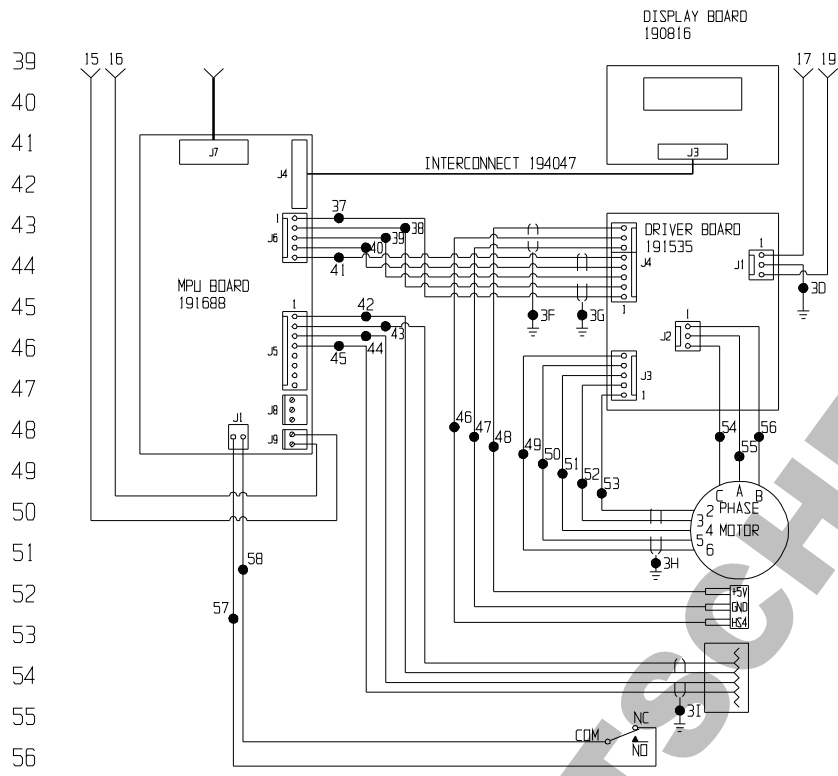 DISPLAY BOARD
190816
39 15 16 17 19
40
41 J7 J4 INTERCONNECT 194047 J3
42
43 37 38 1 J6 39 40 DRIVER BOARD
191535
44 41 J4 J1 1
MPU BOARD
191688
45 42 1 43 3F 3G 1 3D
46 J5 45 44 J2 1
47 J3 1
48 J8 J1 J9 46 47 48 49 50 51 52 53 54 55 56
49
50 C A B
2 PHASE
3
4 MOTOR
5
6
51 58 3H
52 57 +5V
GND
HS4
53
54
55 3I
NC
COM
NO
56
TSCH